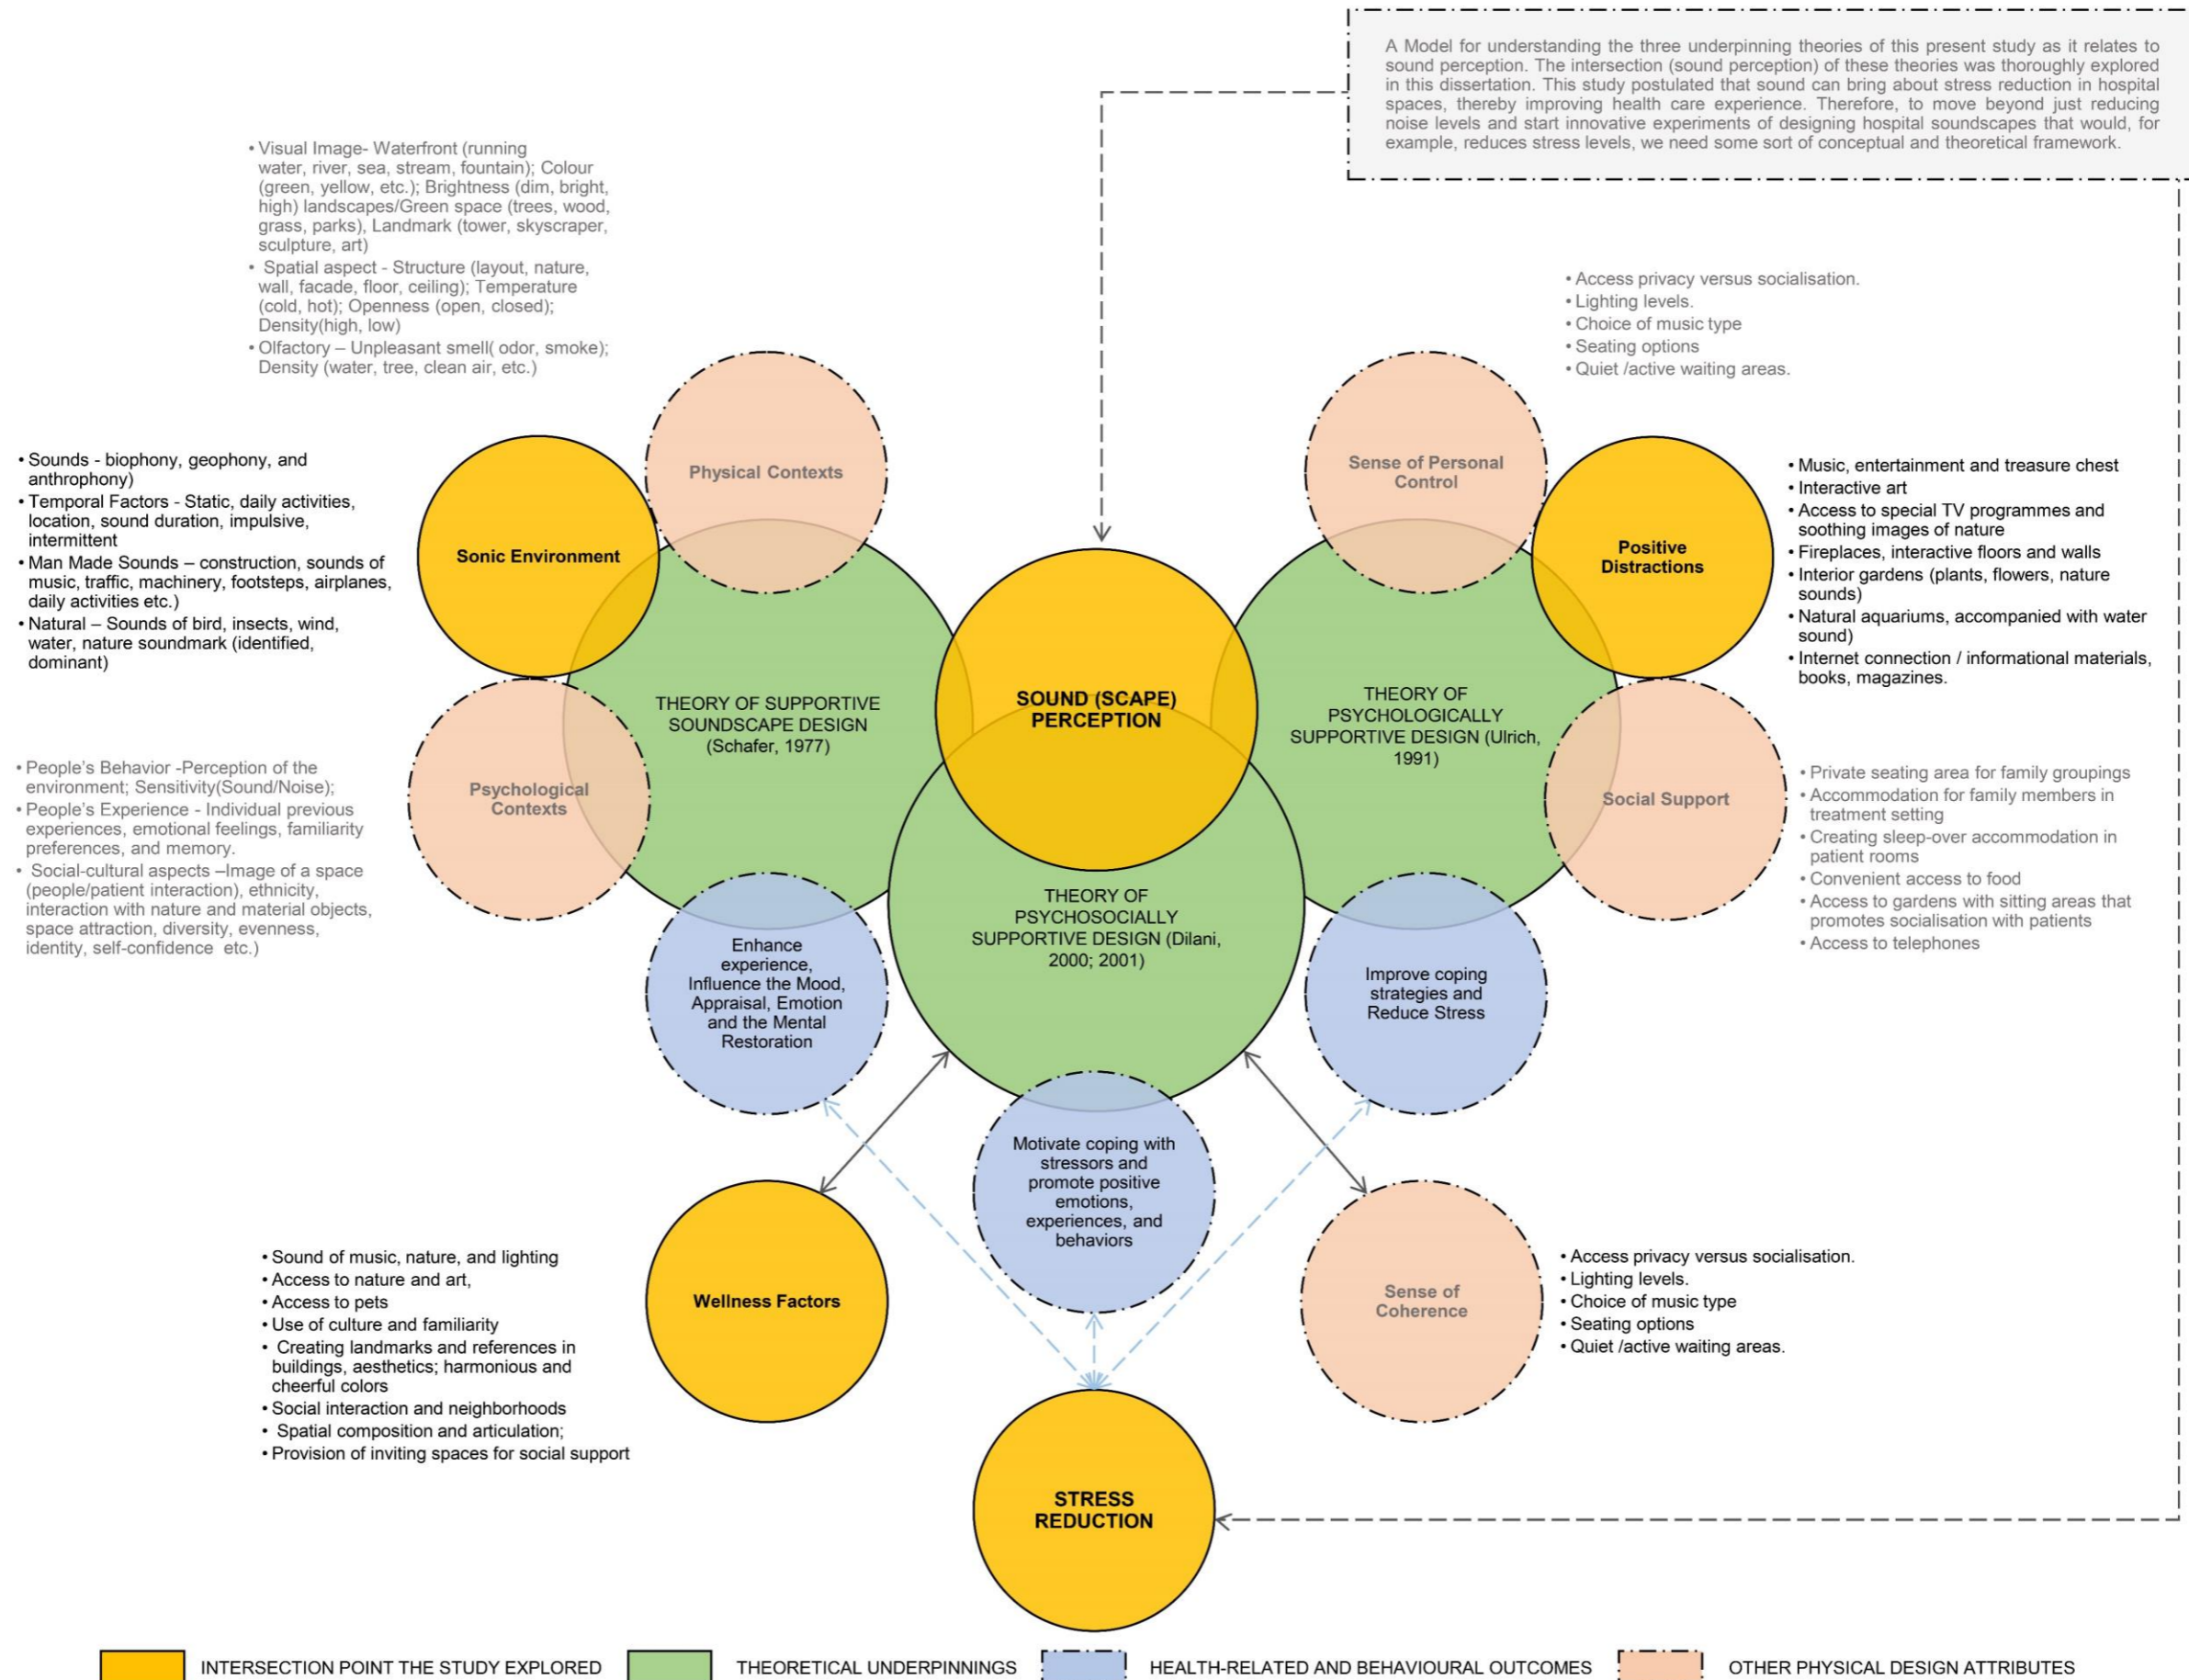 A Model for understanding the three underpinning theories of this present study as it relates to
sound perception. The intersection (sound perception) of these theories was thoroughly explored
in this dissertation. This study postulated that sound can bring about stress reduction in hospital
spaces, thereby improving health care experience. Therefore, to move beyond just reducing
noise levels and start innovative experiments of designing hospital soundscapes that would, for
example, reduces stress levels, we need some sort of conceptual and theoretical framework.
• Visual Image- Waterfront (running
water, river, sea, stream, fountain); Colour
(green, yellow, etc.); Brightness (dim, bright,
high) landscapes/Green space (trees, wood,
grass, parks), Landmark (tower, skyscraper,
sculpture, art)
• Spatial aspect - Structure (layout, nature,
wall, facade, floor, ceiling); Temperature
(cold, hot); Openness (open, closed);
Density(high, low)
• Olfactory – Unpleasant smell( odor, smoke);
Density (water, tree, clean air, etc.)
• Access privacy versus socialisation.
• Lighting levels.
• Choice of music type
• Seating options
• Quiet /active waiting areas.
• Sounds - biophony, geophony, and
anthrophony)
• Temporal Factors - Static, daily activities,
location, sound duration, impulsive,
intermittent
• Man Made Sounds – construction, sounds of
music, traffic, machinery, footsteps, airplanes,
daily activities etc.)
• Natural – Sounds of bird, insects, wind,
water, nature soundmark (identified,
dominant)
Sonic Environment
Physical Contexts
Sense of Personal
Control
Positive
Distractions
• Music, entertainment and treasure chest
• Interactive art
• Access to special TV programmes and
soothing images of nature
• Fireplaces, interactive floors and walls
• Interior gardens (plants, flowers, nature
sounds)
• Natural aquariums, accompanied with water
sound)
• Internet connection / informational materials,
books, magazines.
THEORY OF SUPPORTIVE
SOUNDSCAPE DESIGN
(Schafer, 1977)
SOUND (SCAPE)
PERCEPTION
THEORY OF
PSYCHOLOGICALLY
SUPPORTIVE DESIGN (Ulrich,
1991)
• People's Behavior -Perception of the
environment; Sensitivity(Sound/Noise);
• People's Experience - Individual previous
experiences, emotional feelings, familiarity
preferences, and memory.
• Social-cultural aspects –Image of a space
(people/patient interaction), ethnicity,
interaction with nature and material objects,
space attraction, diversity, evenness,
identity, self-confidence etc.)
Psychological
Contexts
Social Support
• Private seating area for family groupings
• Accommodation for family members in
treatment setting
• Creating sleep-over accommodation in
patient rooms
• Convenient access to food
• Access to gardens with sitting areas that
promotes socialisation with patients
• Access to telephones
THEORY OF
PSYCHOSOCIALLY
SUPPORTIVE DESIGN (Dilani,
2000; 2001)
Enhance
experience,
Influence the Mood,
Appraisal, Emotion
and the Mental
Restoration
Improve coping
strategies and
Reduce Stress
Motivate coping with
stressors and
promote positive
emotions,
experiences, and
behaviors
• Sound of music, nature, and lighting
• Access to nature and art,
• Access to pets
• Use of culture and familiarity
• Creating landmarks and references in
buildings, aesthetics; harmonious and
cheerful colors
• Social interaction and neighborhoods
• Spatial composition and articulation;
• Provision of inviting spaces for social support
Wellness Factors
Sense of
Coherence
• Access privacy versus socialisation.
• Lighting levels.
• Choice of music type
• Seating options
• Quiet /active waiting areas.
STRESS
REDUCTION
INTERSECTION POINT THE STUDY EXPLORED
THEORETICAL UNDERPINNINGS
HEALTH-RELATED AND BEHAVIOURAL OUTCOMES
OTHER PHYSICAL DESIGN ATTRIBUTES